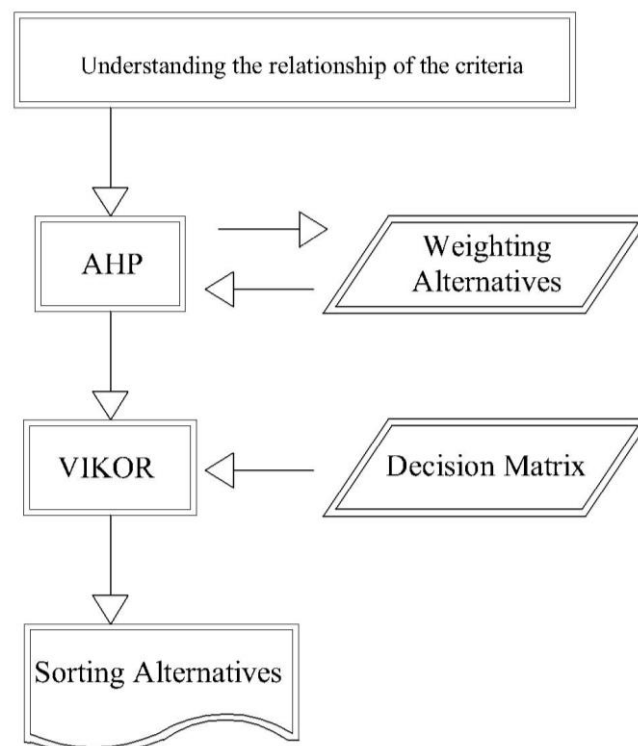 Understanding the relationship of the criteria
AHP
Weighting
Alternatives
VIKOR
Decision Matrix
Sorting Alternatives